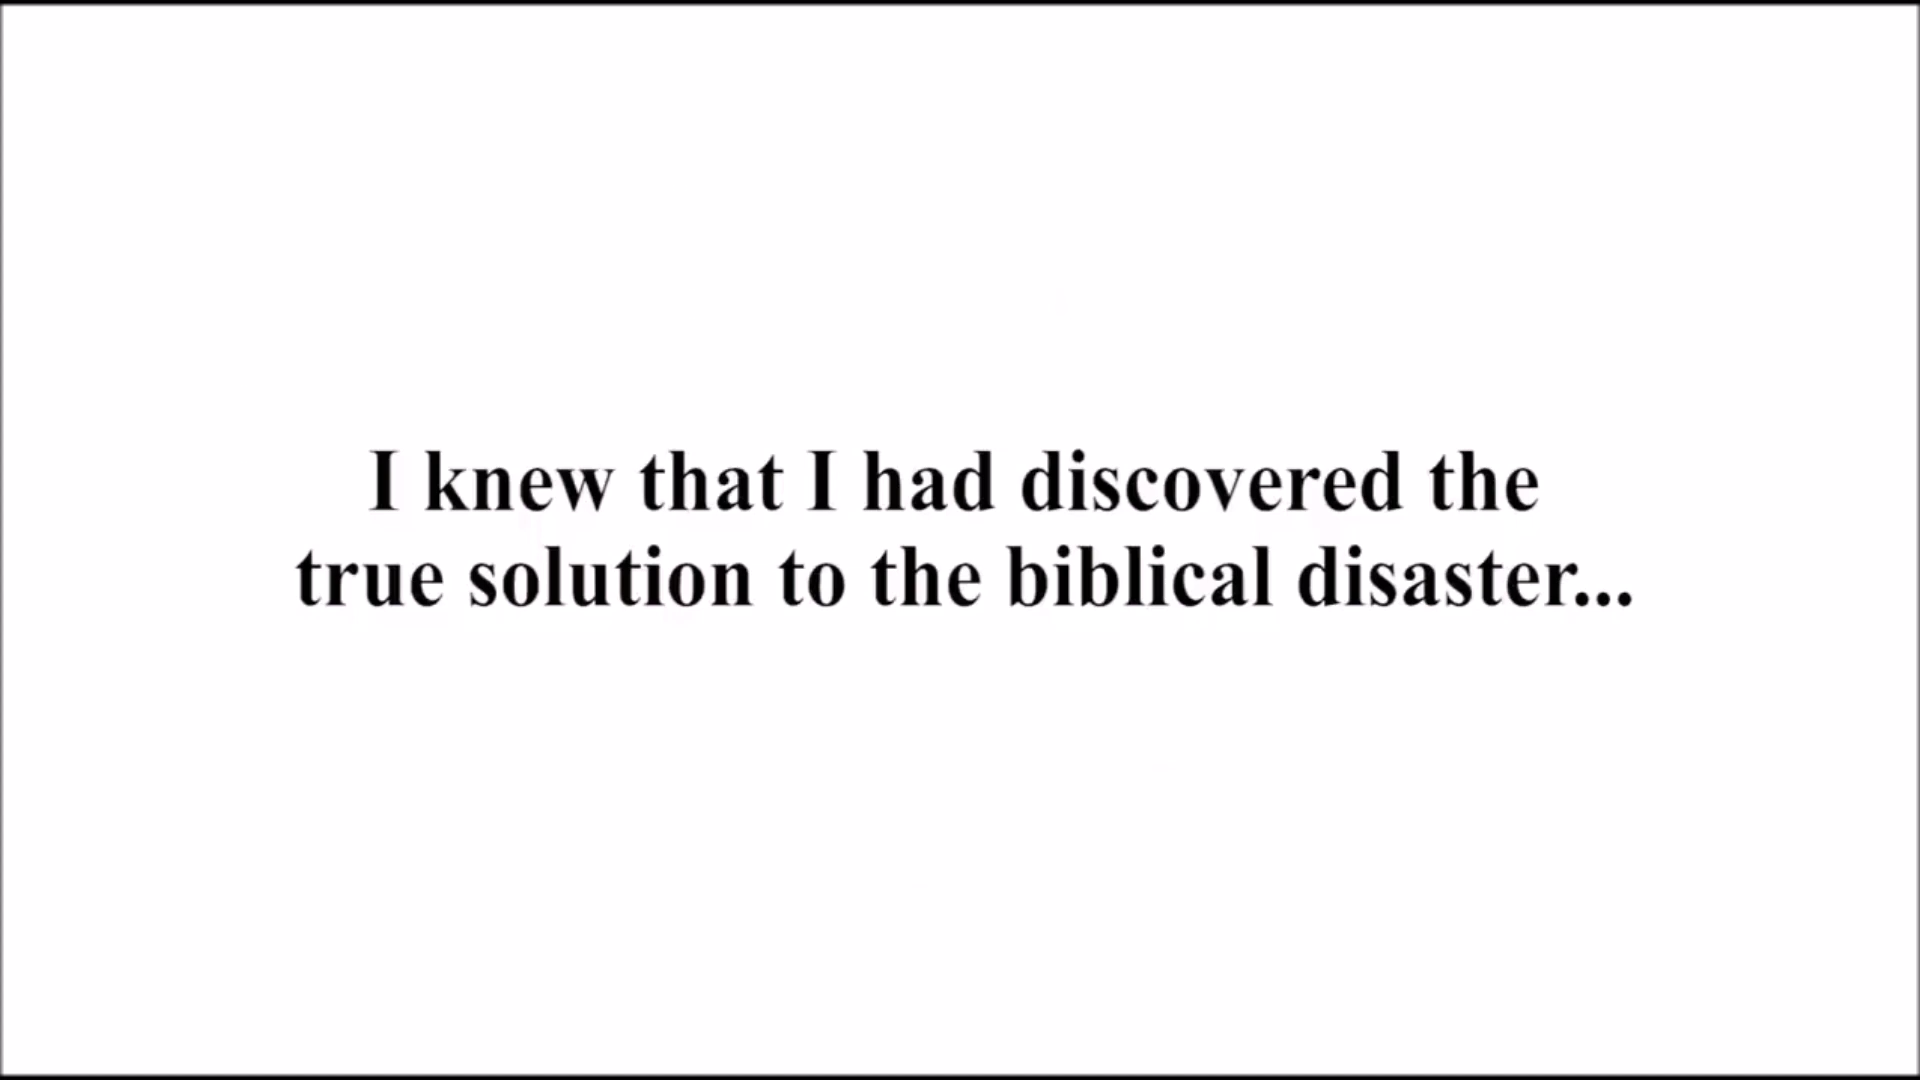 I knew that I had discovered the
true solution to the biblical disaster...